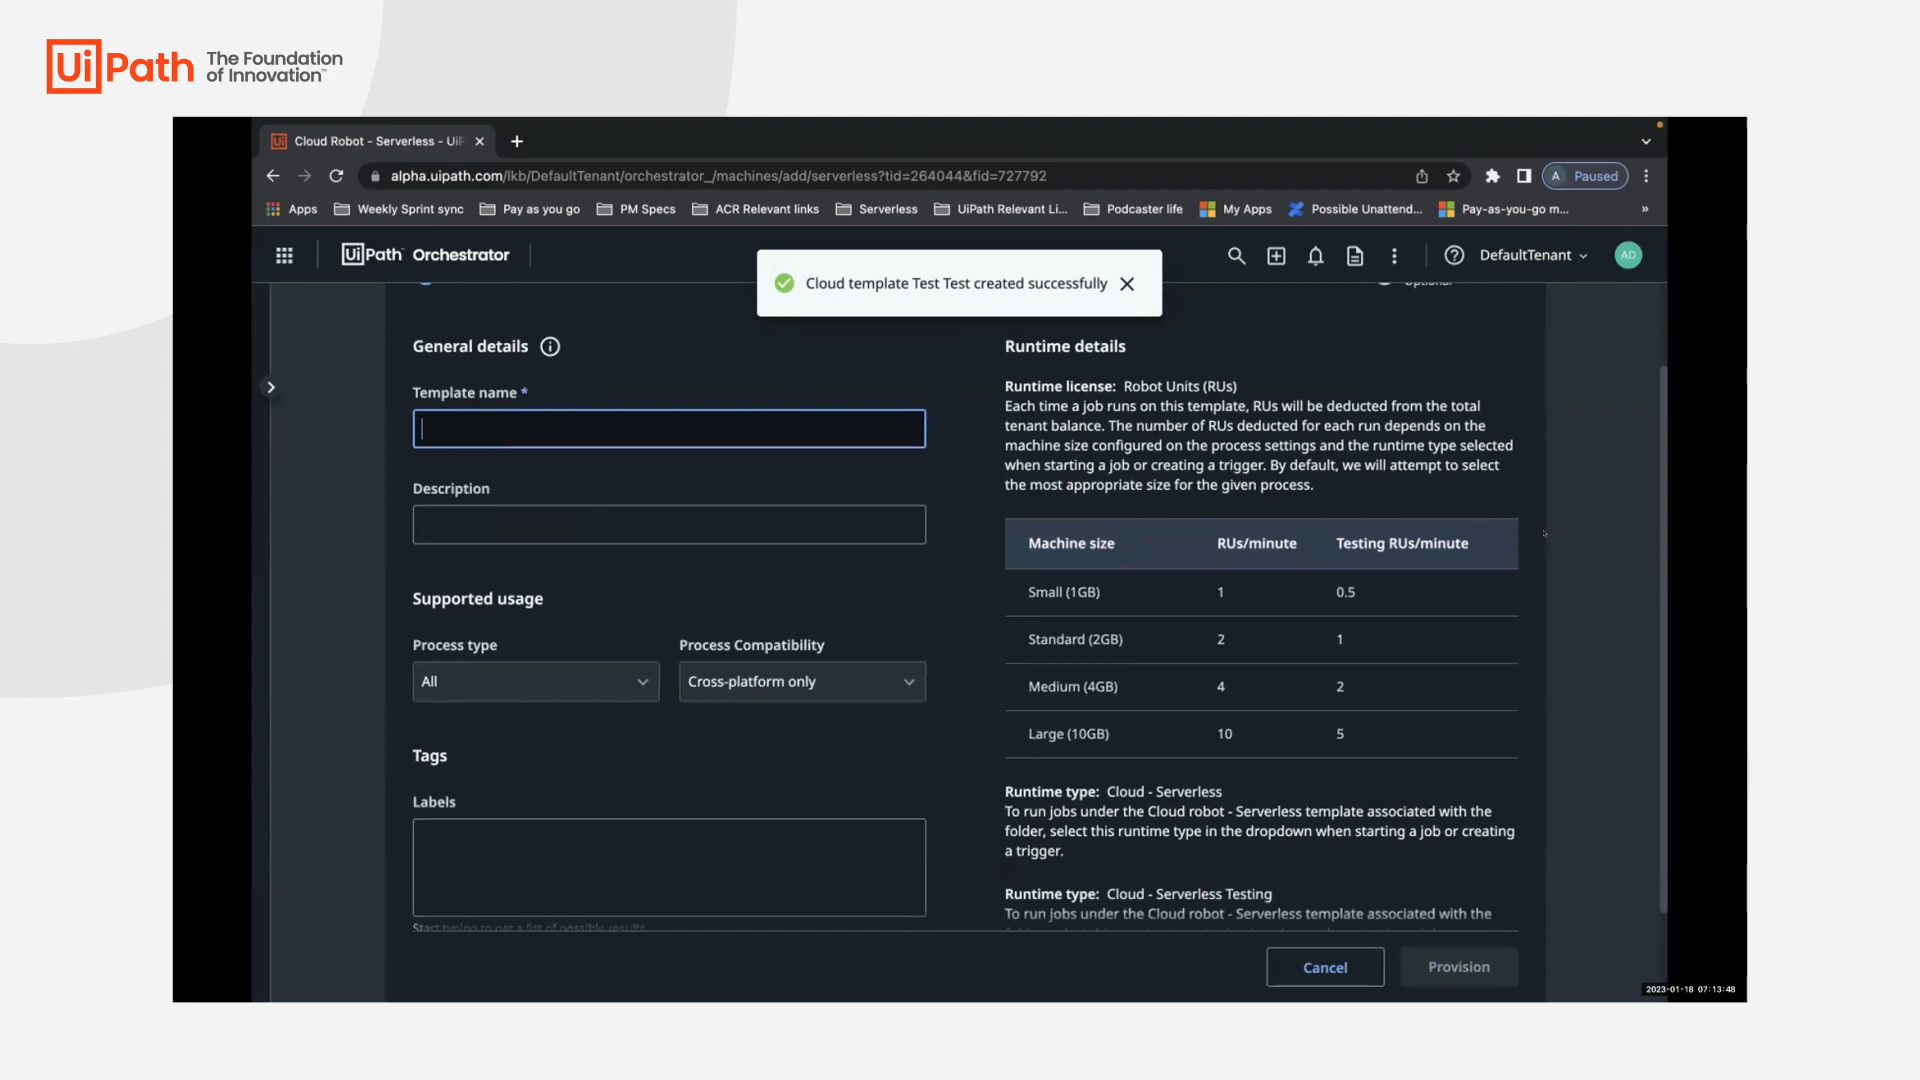 UiPath The Foundation
of Innovation™
Cloud Robot - Serverless - UiP
alpha.uipath.com/lkb/DefaultTenant/orchestrator_/machines/add/serverless?tid=264044&fid=727792
A Paused
Apps Weekly Sprint sync Pay as you go PM Specs ACR Relevant links Serverless UiPath Relevant Li... Podcaster life My Apps Possible Unattend... Pay-as-you-go m... »
UiPath Orchestrator
DefaultTenant
AD
Cloud template Test Test created successfully
Optional
General details
Template name *
Description
Supported usage
Process type
All
Process Compatibility
Cross-platform only
Tags
Labels
Start typing to get a list of possible results
Runtime details
Runtime license: Robot Units (RUs)
Each time a job runs on this template, RUs will be deducted from the total
tenant balance. The number of RUs deducted for each run depends on the
machine size configured on the process settings and the runtime type selected
when starting a job or creating a trigger. By default, we will attempt to select
the most appropriate size for the given process.
Machine size RUs/minute Testing RUs/minute
Small (1GB) 1 0.5
Standard (2GB) 2 1
Medium (4GB) 4 2
Large (10GB) 10 5
Runtime type: Cloud - Serverless
To run jobs under the Cloud robot - Serverless template associated with the
folder, select this runtime type in the dropdown when starting a job or creating
a trigger.
Runtime type: Cloud - Serverless Testing
To run jobs under the Cloud robot - Serverless template associated with the
Cancel
Provision
2023-01-18 07:13:48